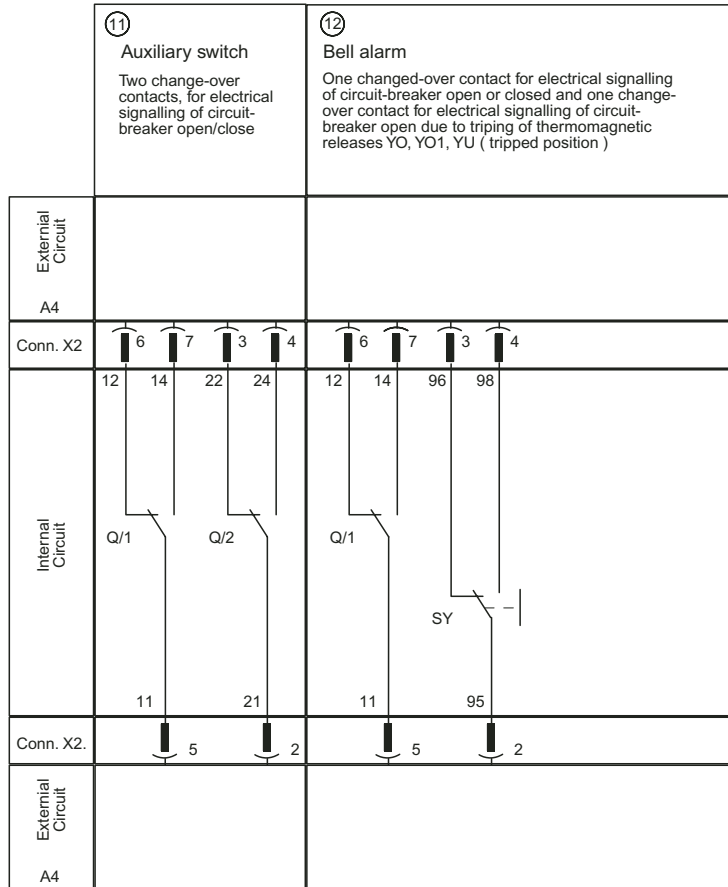 11
Auxiliary switch
Two change-over
contacts, for electrical
signalling of circuit-
breaker open/close
12
Bell alarm
One changed-over contact for electrical signalling
of circuit-breaker open or closed and one change-
over contact for electrical signalling of circuit-
breaker open due to triping of thermomagnetic
releases YO, YO1, YU ( tripped position )
Externial
Circuit
A4
Conn. X2
6 7 3 4 6 7 3 4
Internal
Circuit
12 14 22 24 12 14 96 98
Q/1 Q/2 Q/1
SY
11 21 11 95
Conn. X2.
5 2 5 2
Externial
Circuit
A4